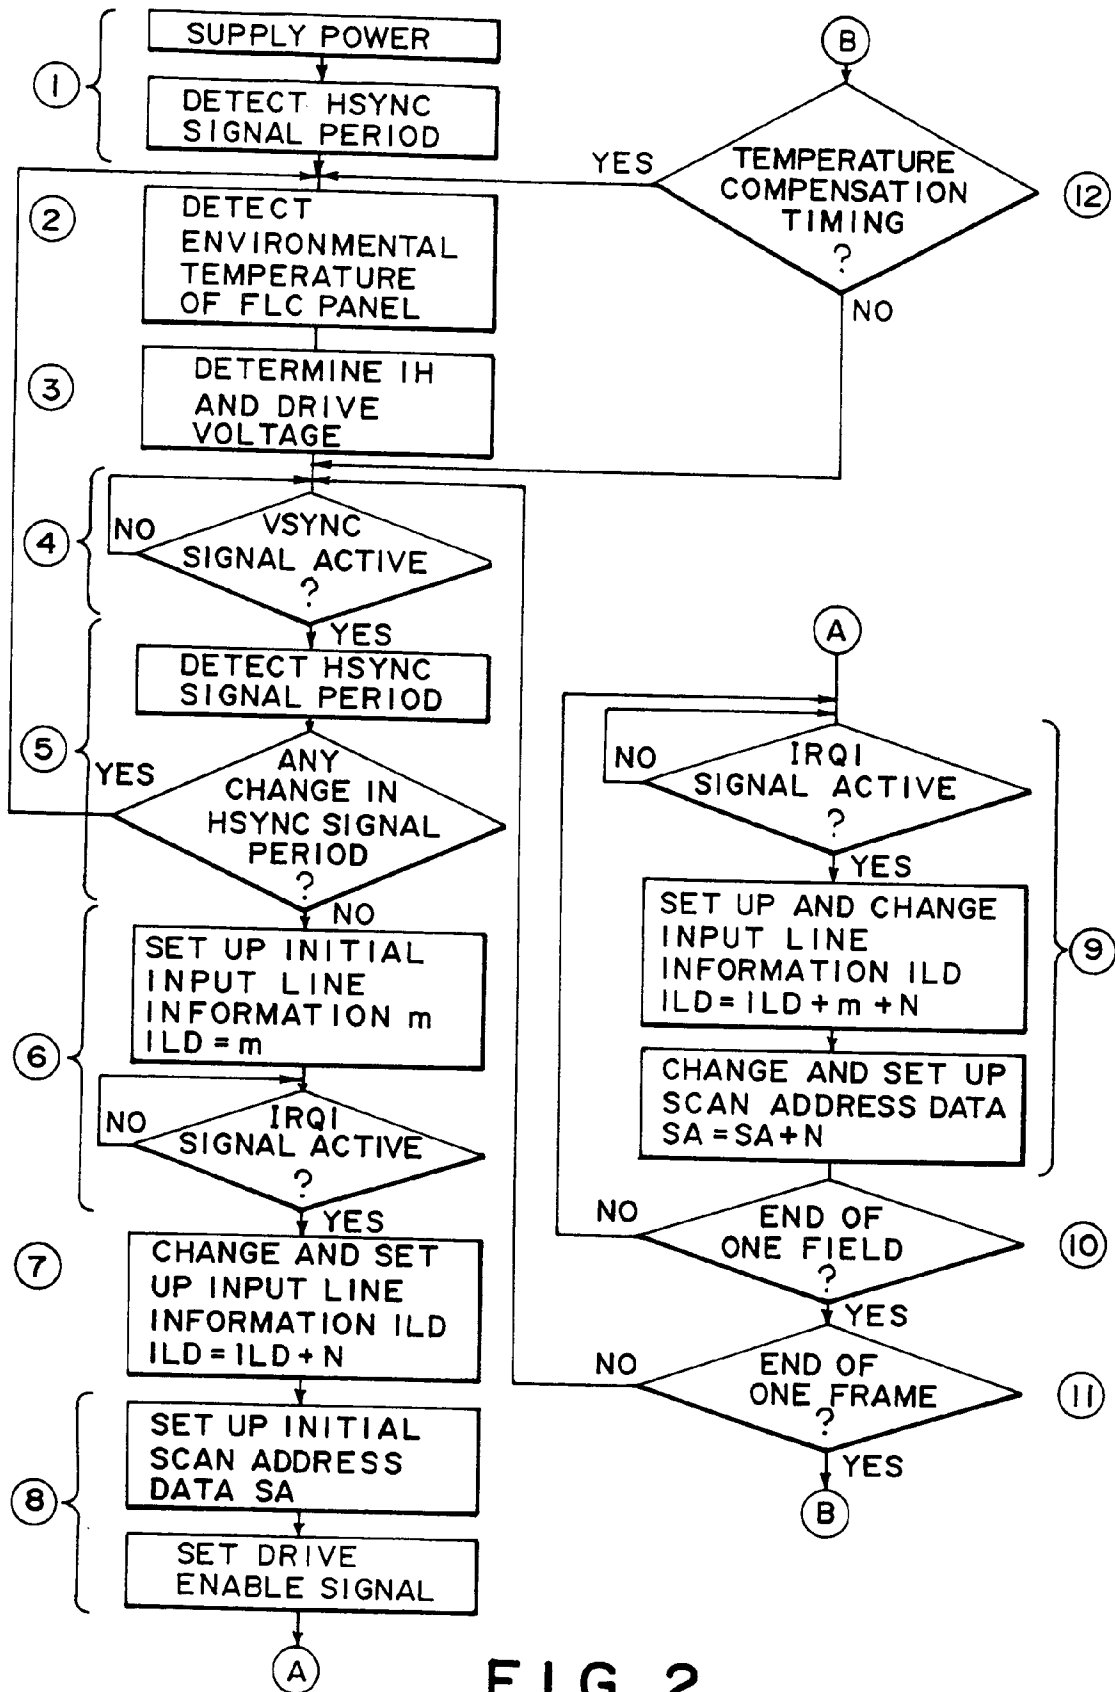 1
SUPPLY POWER
DETECT HSYNC
SIGNAL PERIOD
2
DETECT
ENVIRONMENTAL
TEMPERATURE
OF FLC PANEL
3
DETERMINE 1H
AND DRIVE
VOLTAGE
4
NO
VSYNC
SIGNAL ACTIVE
?
YES
5
DETECT HSYNC
SIGNAL PERIOD
YES
ANY
CHANGE IN
HSYNC SIGNAL
PERIOD
?
NO
6
SET UP INITIAL
INPUT LINE
INFORMATION m
ILD = m
NO
IRQ1
SIGNAL ACTIVE
?
YES
7
CHANGE AND SET
UP INPUT LINE
INFORMATION ILD
ILD = ILD + N
8
SET UP INITIAL
SCAN ADDRESS
DATA SA
SET DRIVE
ENABLE SIGNAL
A
B
YES
TEMPERATURE
COMPENSATION
TIMING
?
12
NO
A
NO
IRQ1
SIGNAL ACTIVE
?
YES
9
SET UP AND CHANGE
INPUT LINE
INFORMATION ILD
ILD = ILD + m + N
CHANGE AND SET UP
SCAN ADDRESS DATA
SA = SA + N
NO
END OF
ONE FIELD
?
10
YES
NO
END OF
ONE FRAME
?
11
YES
B
FIG. 2